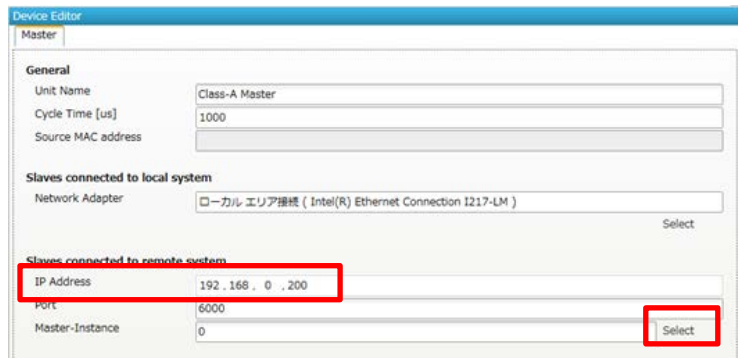 Device Editor
Master
General
Unit Name Class-A Master
Cycle Time [us] 1000
Source MAC address
Slaves connected to local system
Network Adapter ローカル エリア接続 ( Intel(R) Ethernet Connection I217-LM )
Select
Slaves connected to remote system
IP Address 192 . 168 . 0 . 200
Port 6000
Master-Instance 0 Select